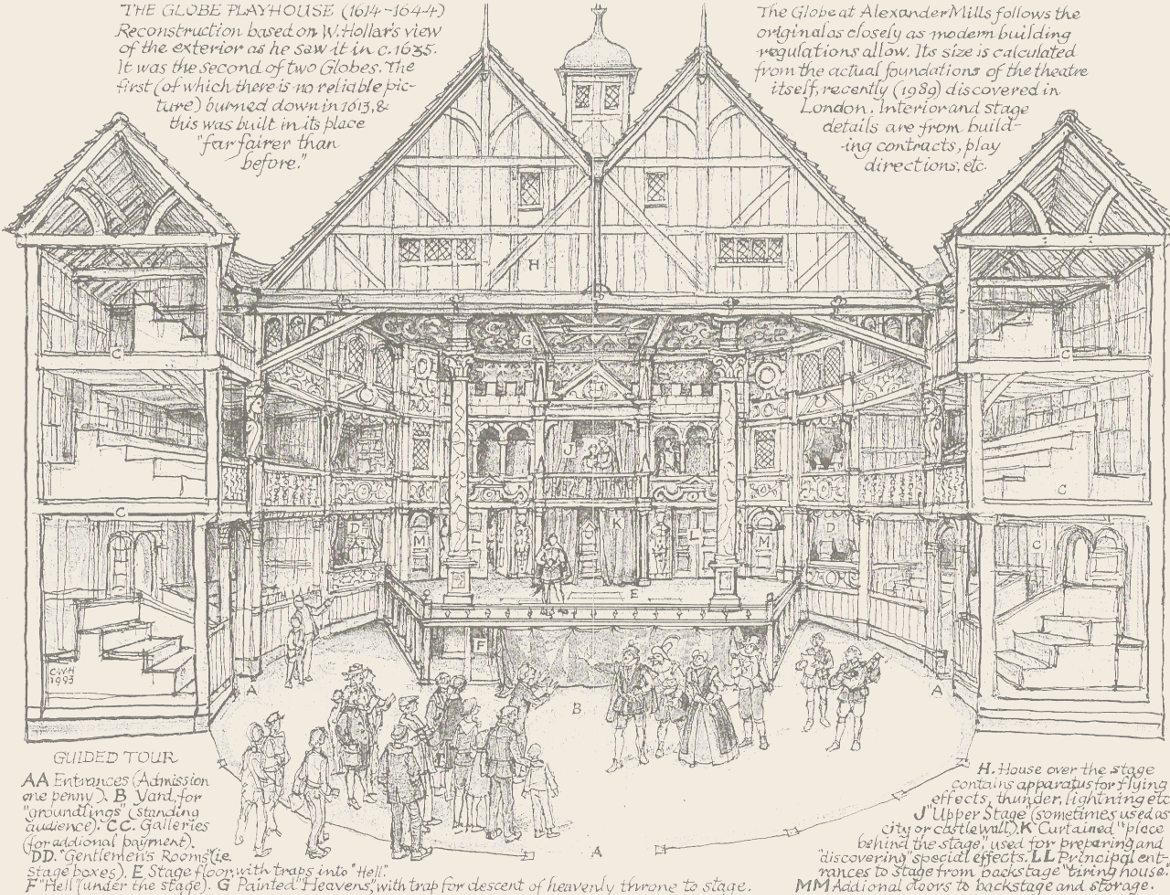 THE GLOBE PLAYHOUSE (1614-1644)
Reconstruction based on W. Hollar's view
of the exterior as he saw it in c. 1635.
It was the second of two Globes. The
first (of which there is no reliable pic-
ture) burned down in 1613, &
this was built in its place
"far fairer than
before."
The Globe at Alexander Mills follows the
original as closely as modern building
regulations allow. Its size is calculated
from the actual foundations of the theatre
itself, recently (1989) discovered in
London. Interior and stage
details are from build-
-ing contracts, play
directions, etc.
H
G
C
C
J
C
C
C
C
D
M
L
K
L
M
D
E
F
A
A
B
A
C.W.H
1993
GUIDED TOUR
AA Entrances (Admission
one penny). B Yard, for
"groundlings" (standing
audience). CC. Galleries
(for addional payment).
DD. "Gentlemen's Rooms (ie.
stage boxes). E Stage floor, with traps into "Hell".
F "Hell" (under the stage). G Painted "Heavens", with trap for descent of heavenly throne to stage.
H. House over the stage
contains apparatus for flying
effects, thunder, lightning etc
J "Upper Stage" (sometimes used as
city or castle wall). K Curtained "place
behind the stage," used for preparing and
"discovering" special effects. LL Principal ent-
rances to stage from backstage "tiring house"
MM Addional doors to backstage and storage.